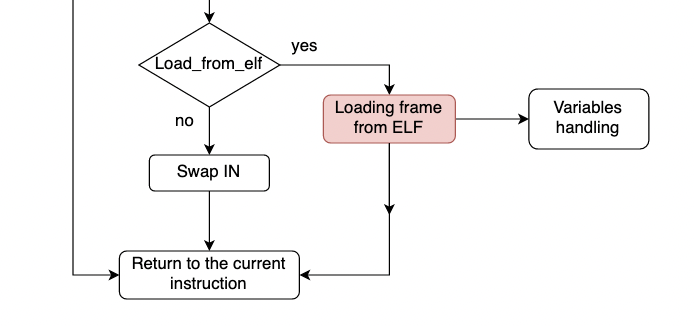 yes
Load_from_elf
Loading frame
from ELF
Variables
handling
no
Swap IN
Return to the current
instruction